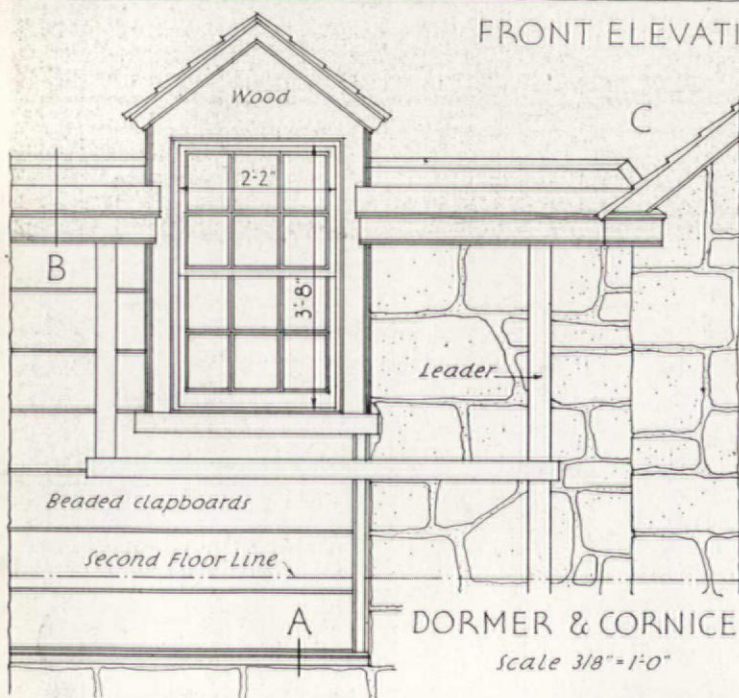 FRONT ELEVATI
Wood
C
2'-2"
B
3'-8"
Leader
Beaded clapboards
Second Floor Line
A
DORMER & CORNICE
Scale 3/8" = 1'-0"